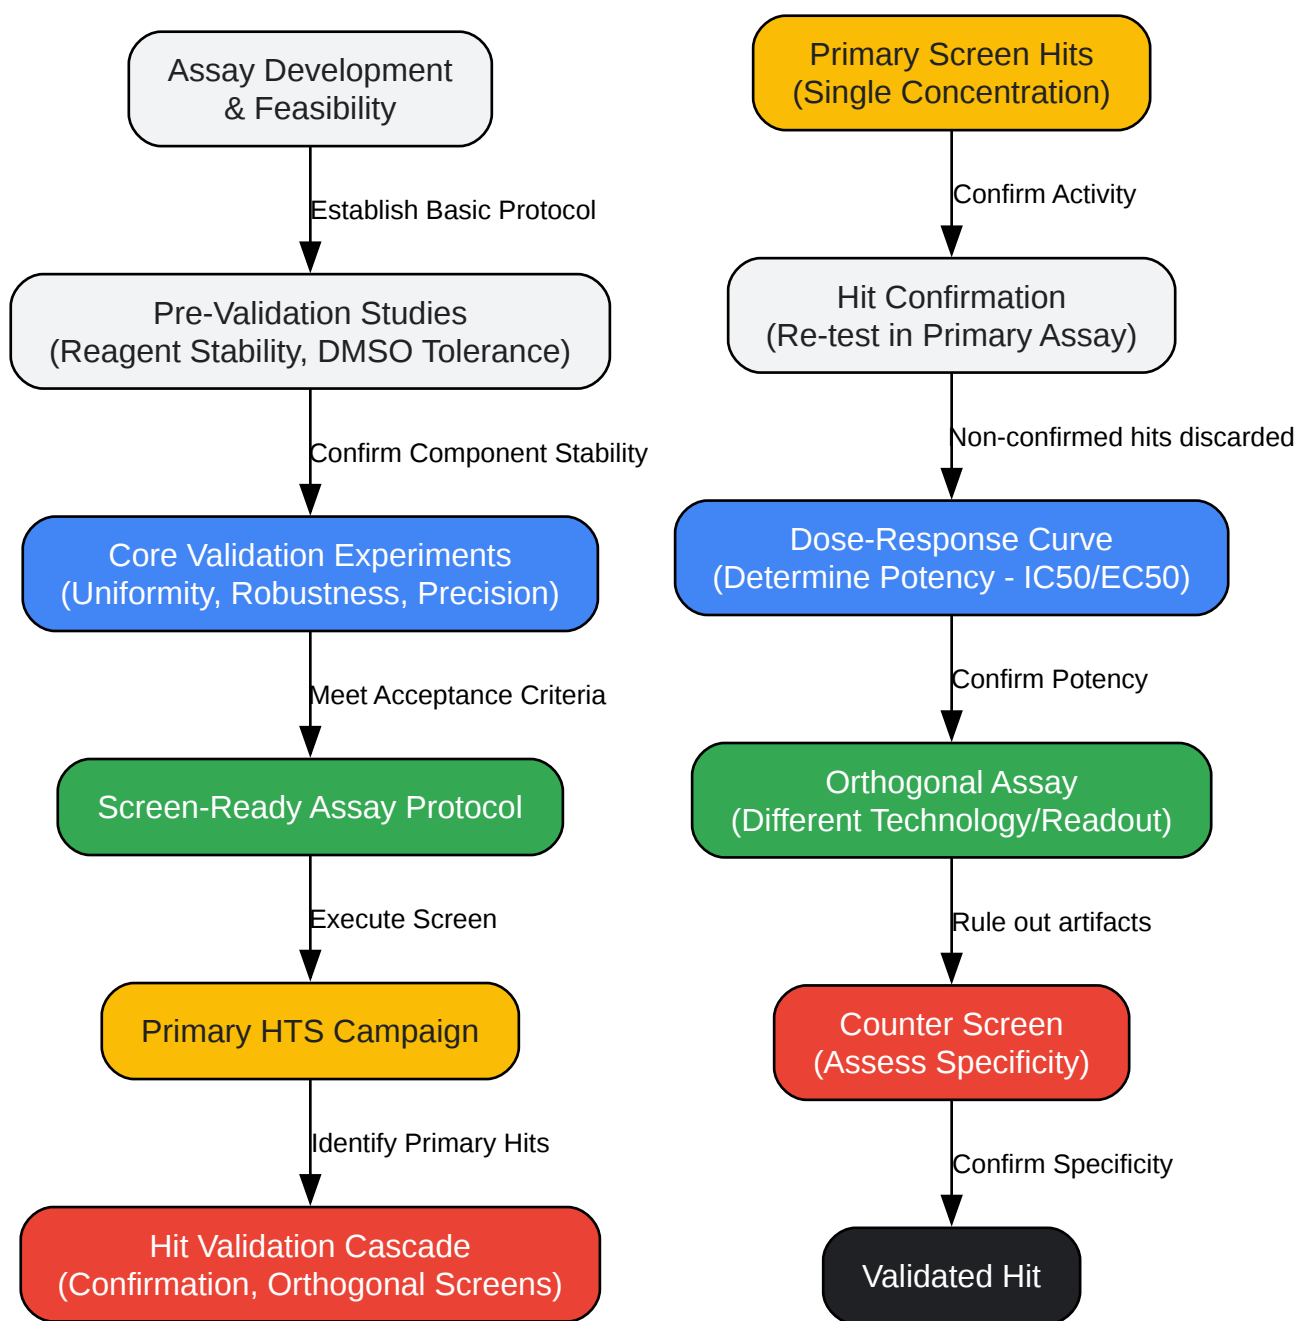 Assay Development
& Feasibility
Establish Basic Protocol
Pre-Validation Studies
(Reagent Stability, DMSO Tolerance)
Confirm Component Stability
Core Validation Experiments
(Uniformity, Robustness, Precision)
Meet Acceptance Criteria
Screen-Ready Assay Protocol
Execute Screen
Primary HTS Campaign
Identify Primary Hits
Hit Validation Cascade
(Confirmation, Orthogonal Screens)
Primary Screen Hits
(Single Concentration)
Confirm Activity
Hit Confirmation
(Re-test in Primary Assay)
Non-confirmed hits discarded
Dose-Response Curve
(Determine Potency - IC50/EC50)
Confirm Potency
Orthogonal Assay
(Different Technology/Readout)
Rule out artifacts
Counter Screen
(Assess Specificity)
Confirm Specificity
Validated Hit